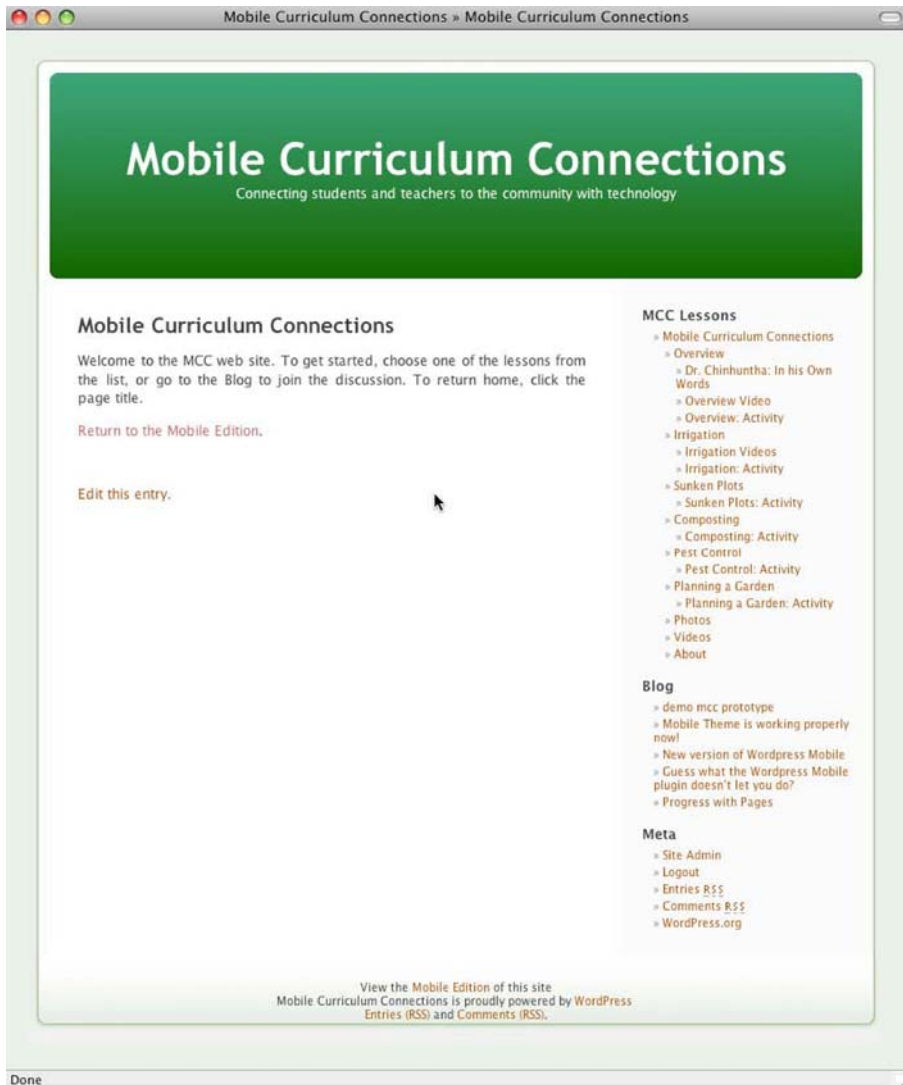 Mobile Curriculum Connections » Mobile Curriculum Connections
Mobile Curriculum Connections
Connecting students and teachers to the community with technology
Mobile Curriculum Connections
Welcome to the MCC web site. To get started, choose one of the lessons from
the list, or go to the Blog to join the discussion. To return home, click the
page title.
Return to the Mobile Edition.
Edit this entry.
MCC Lessons
» Mobile Curriculum Connections
» Overview
» Dr. Chinhuntha: In his Own
Words
» Overview Video
» Overview: Activity
» Irrigation
» Irrigation Videos
» Irrigation: Activity
» Sunken Plots
» Sunken Plots: Activity
» Composting
» Composting: Activity
» Pest Control
» Pest Control: Activity
» Planning a Garden
» Planning a Garden: Activity
» Photos
» Videos
» About
Blog
» demo mcc prototype
» Mobile Theme is working properly
now!
» New version of Wordpress Mobile
» Guess what the Wordpress Mobile
plugin doesn't let you do?
» Progress with Pages
Meta
» Site Admin
» Logout
» Entries RSS
» Comments RSS
» WordPress.org
View the Mobile Edition of this site
Mobile Curriculum Connections is proudly powered by WordPress
Entries (RSS) and Comments (RSS).
Done